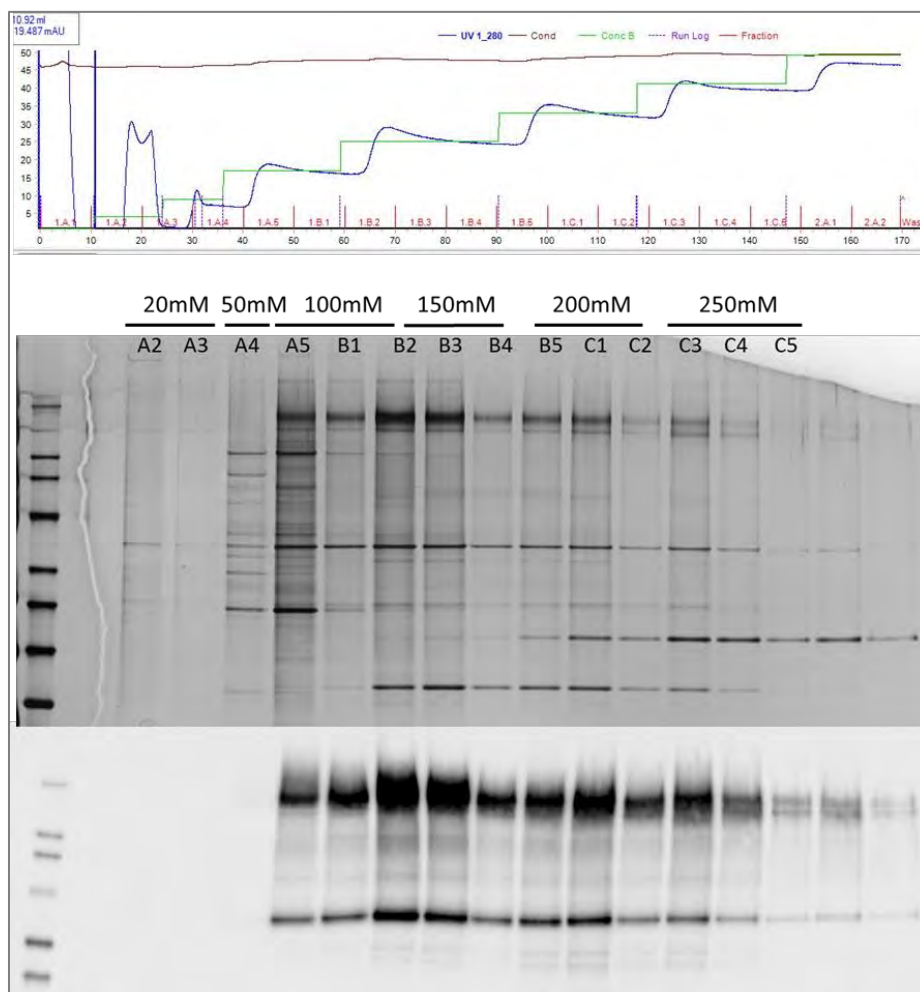 10.92 ml
19.487 mAU
UV 1_280 Cond Conc B Run Log Fraction
50
45
40
35
30
25
20
15
10
5
1.A.1 1.A.2 1.A.3 1.A.4 1.A.5 1.B.1 1.B.2 1.B.3 1.B.4 1.B.5 1.C.1 1.C.2 1.C.3 1.C.4 1.C.5 2.A.1 2.A.2 Was
0 10 20 30 40 50 60 70 80 90 100 110 120 130 140 150 160 170
20mM 50mM 100mM 150mM 200mM 250mM
A2 A3 A4 A5 B1 B2 B3 B4 B5 C1 C2 C3 C4 C5